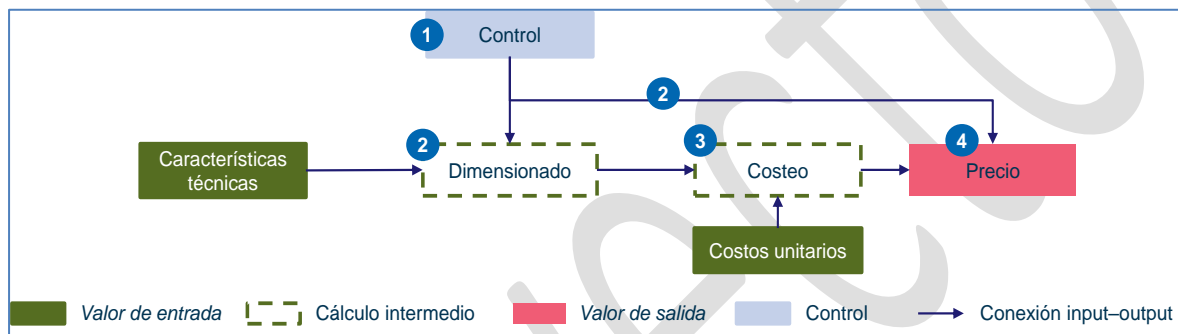 1 Control
2
Características
técnicas
2 Dimensionado
3 Costeo
4 Precio
Costos unitarios
Valor de entrada
Cálculo intermedio
Valor de salida
Control
Conexión input–output